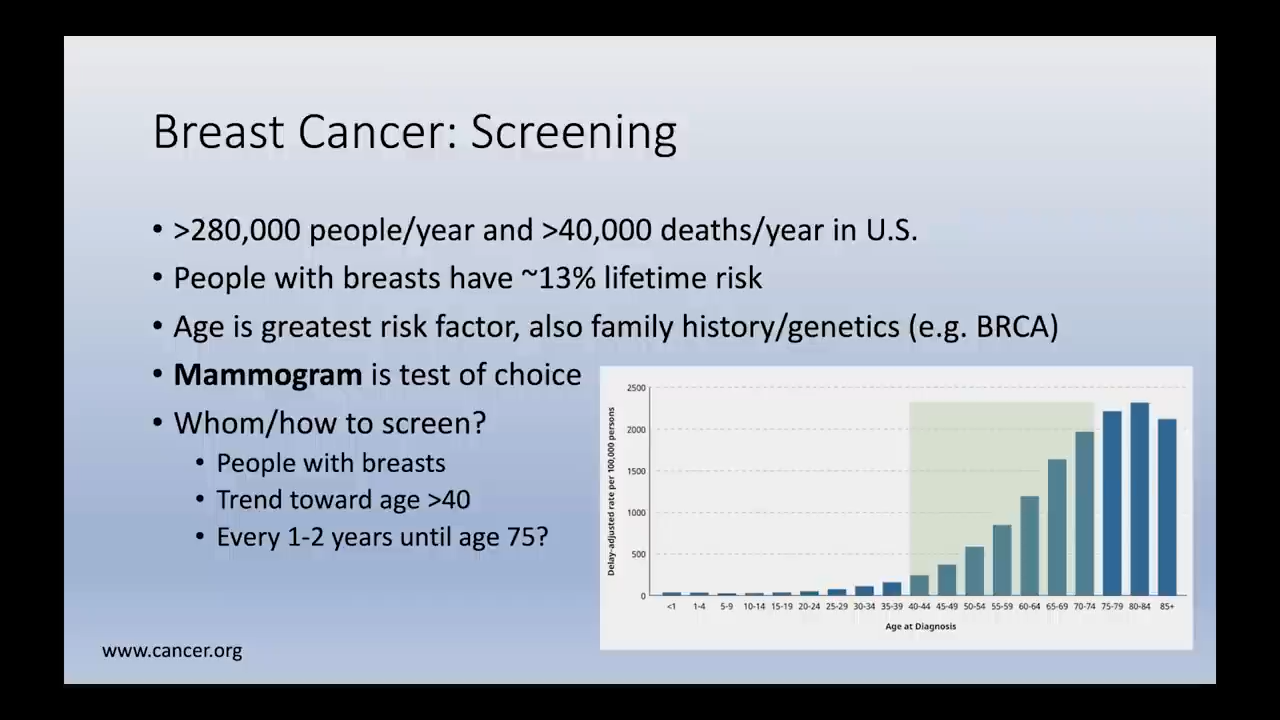 Breast Cancer: Screening
• >280,000 people/year and >40,000 deaths/year in U.S.
• People with breasts have ~13% lifetime risk
• Age is greatest risk factor, also family history/genetics (e.g. BRCA)
• Mammogram is test of choice
• Whom/how to screen?
• People with breasts
• Trend toward age >40
• Every 1-2 years until age 75?
Delay-adjusted rate per 100,000 persons
2500
2000
1500
1000
500
0
<1 1-4 5-9 10-14 15-19 20-24 25-29 30-34 35-39 40-44 45-49 50-54 55-59 60-64 65-69 70-74 75-79 80-84 85+
Age at Diagnosis
www.cancer.org